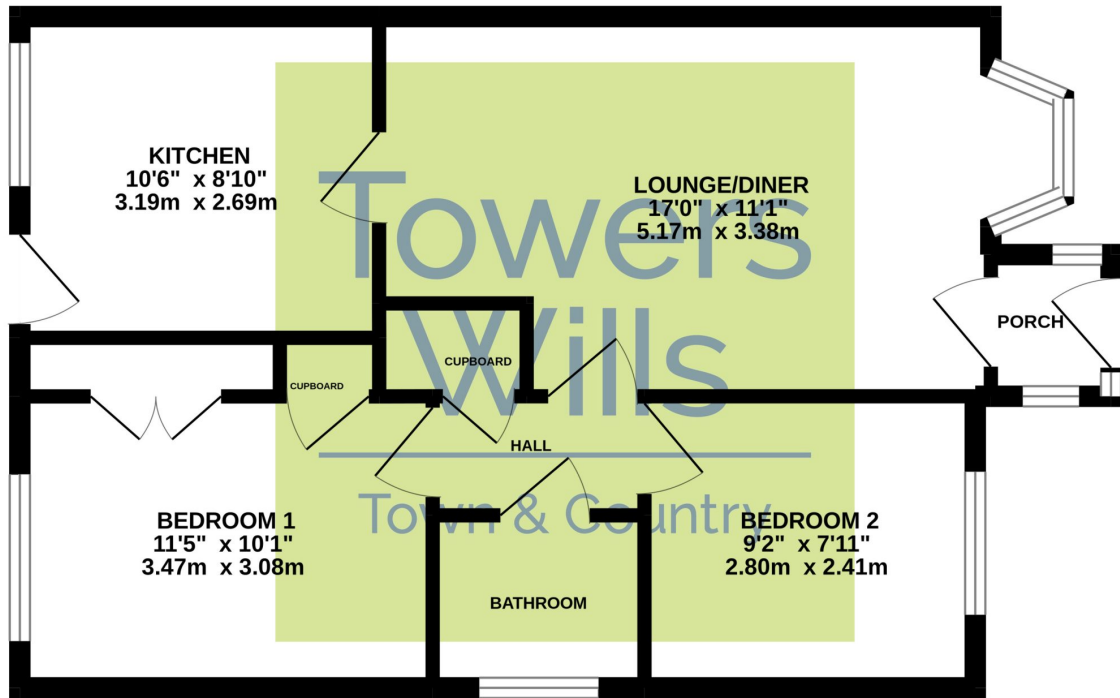 KITCHEN
10'6" x 8'10"
3.19m x 2.69m
LOUNGE/DINER
17'0" x 11'1"
5.17m x 3.38m
Towers
Wills
Town & Country
PORCH
CUPBOARD
CUPBOARD
HALL
BEDROOM 1
11'5" x 10'1"
3.47m x 3.08m
BEDROOM 2
9'2" x 7'11"
2.80m x 2.41m
BATHROOM